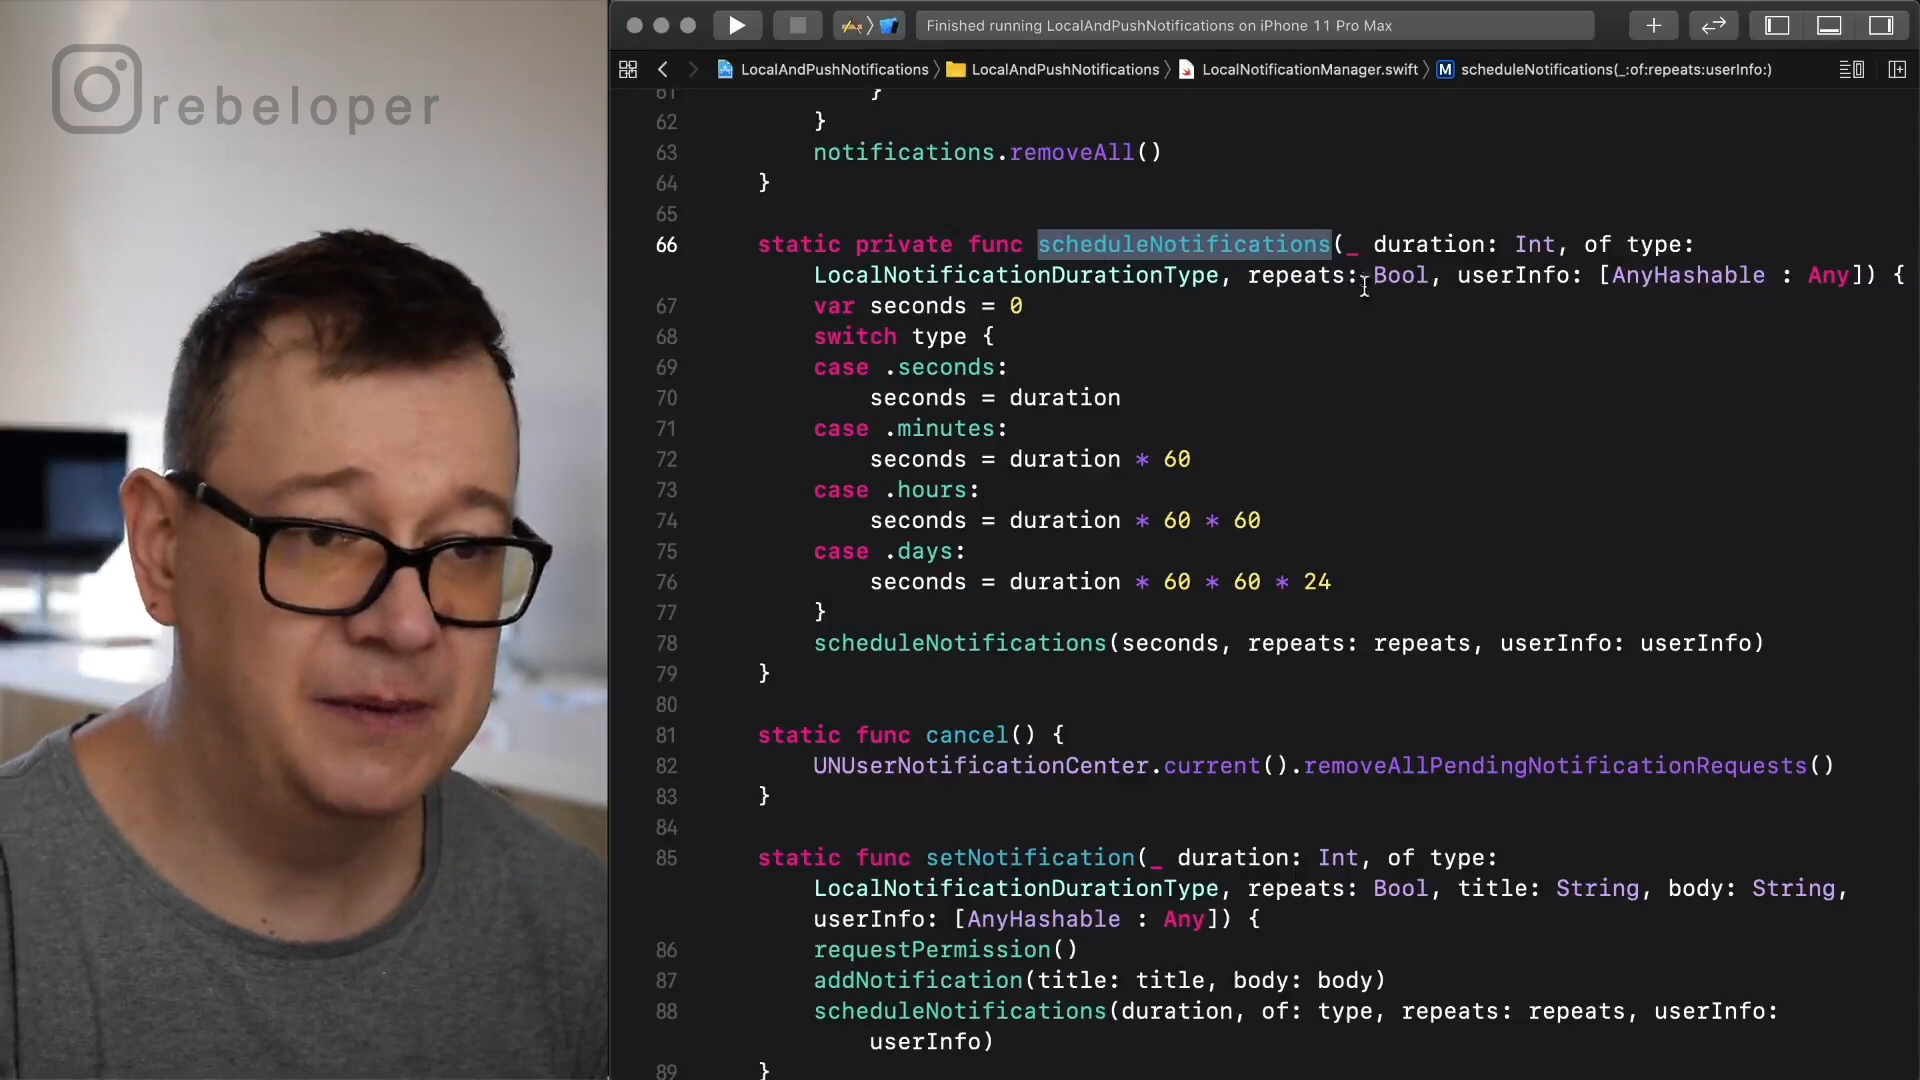 rebeloper
Finished running LocalAndPushNotifications on iPhone 11 Pro Max
LocalAndPushNotifications LocalAndPushNotifications LocalNotificationManager.swift M scheduleNotifications(_:of:repeats:userInfo:)
61 }
62 }
63 notifications.removeAll()
64 }
65
66 static private func scheduleNotifications(_ duration: Int, of type:
LocalNotificationDurationType, repeats: Bool, userInfo: [AnyHashable : Any]) {
67 var seconds = 0
68 switch type {
69 case .seconds:
70 seconds = duration
71 case .minutes:
72 seconds = duration * 60
73 case .hours:
74 seconds = duration * 60 * 60
75 case .days:
76 seconds = duration * 60 * 60 * 24
77 }
78 scheduleNotifications(seconds, repeats: repeats, userInfo: userInfo)
79 }
80
81 static func cancel() {
82 UNUserNotificationCenter.current().removeAllPendingNotificationRequests()
83 }
84
85 static func setNotification(_ duration: Int, of type:
LocalNotificationDurationType, repeats: Bool, title: String, body: String,
userInfo: [AnyHashable : Any]) {
86 requestPermission()
87 addNotification(title: title, body: body)
88 scheduleNotifications(duration, of: type, repeats: repeats, userInfo:
userInfo)
89 }